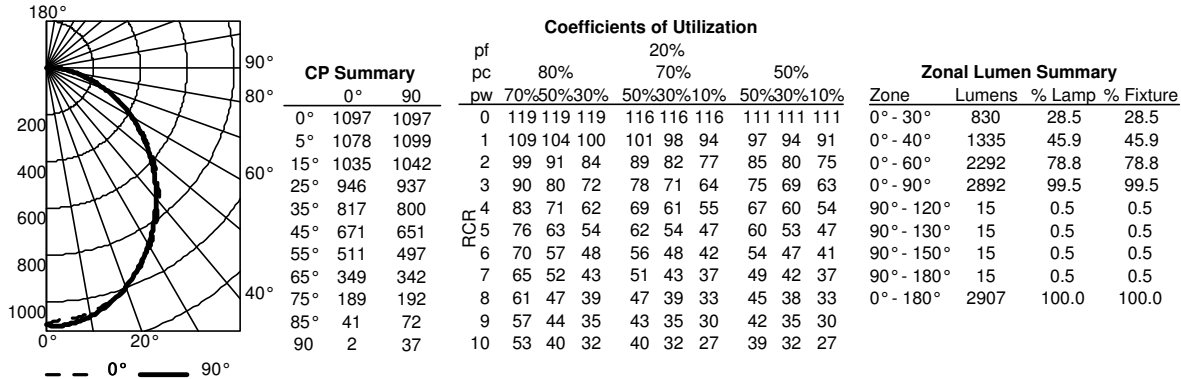 180°
90°
80°
60°
40°
20°
0°
200
400
600
800
1000
0° 90°
CP Summary
0° 90
0° 1097 1097
5° 1078 1099
15° 1035 1042
25° 946 937
35° 817 800
45° 671 651
55° 511 497
65° 349 342
75° 189 192
85° 41 72
90 2 37
Coefficients of Utilization
pf 20%
pc 80% 70% 50%
pw 70%50%30% 50%30%10% 50%30%10%
RCR
0 119 119 119 116 116 116 111 111 111
1 109 104 100 101 98 94 97 94 91
2 99 91 84 89 82 77 85 80 75
3 90 80 72 78 71 64 75 69 63
4 83 71 62 69 61 55 67 60 54
5 76 63 54 62 54 47 60 53 47
6 70 57 48 56 48 42 54 47 41
7 65 52 43 51 43 37 49 42 37
8 61 47 39 47 39 33 45 38 33
9 57 44 35 43 35 30 42 35 30
10 53 40 32 40 32 27 39 32 27
Zonal Lumen Summary
Zone Lumens % Lamp % Fixture
0° - 30° 830 28.5 28.5
0° - 40° 1335 45.9 45.9
0° - 60° 2292 78.8 78.8
0° - 90° 2892 99.5 99.5
90° - 120° 15 0.5 0.5
90° - 130° 15 0.5 0.5
90° - 150° 15 0.5 0.5
90° - 180° 15 0.5 0.5
0° - 180° 2907 100.0 100.0